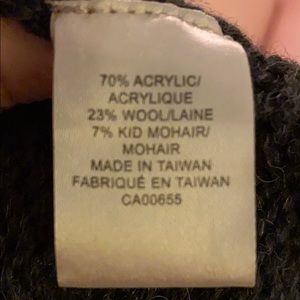 70% ACRYLIC/
ACRYLIQUE
23% WOOL/LAINE
7% KID MOHAIR/
MOHAIR
MADE IN TAIWAN
FABRIQUÉ EN TAIWAN
CA00655